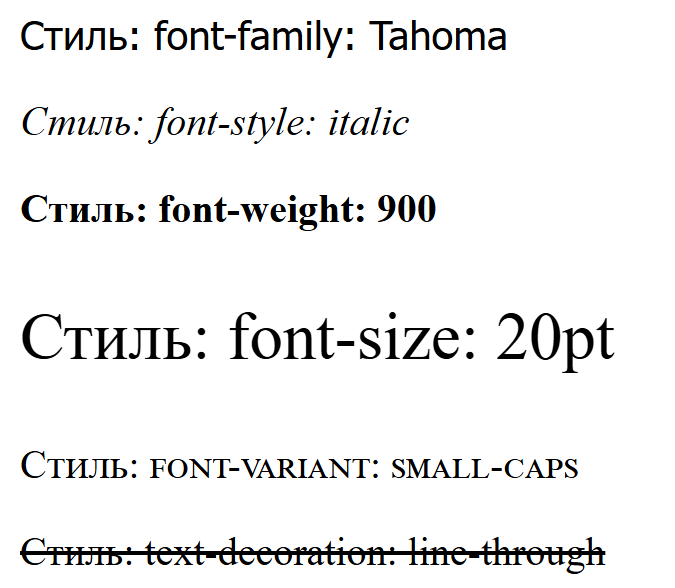 Стиль: font-family: Tahoma
Стиль: font-style: italic
Стиль: font-weight: 900
Стиль: font-size: 20pt
Стиль: font-variant: small-caps
Стиль: text-decoration: line-through